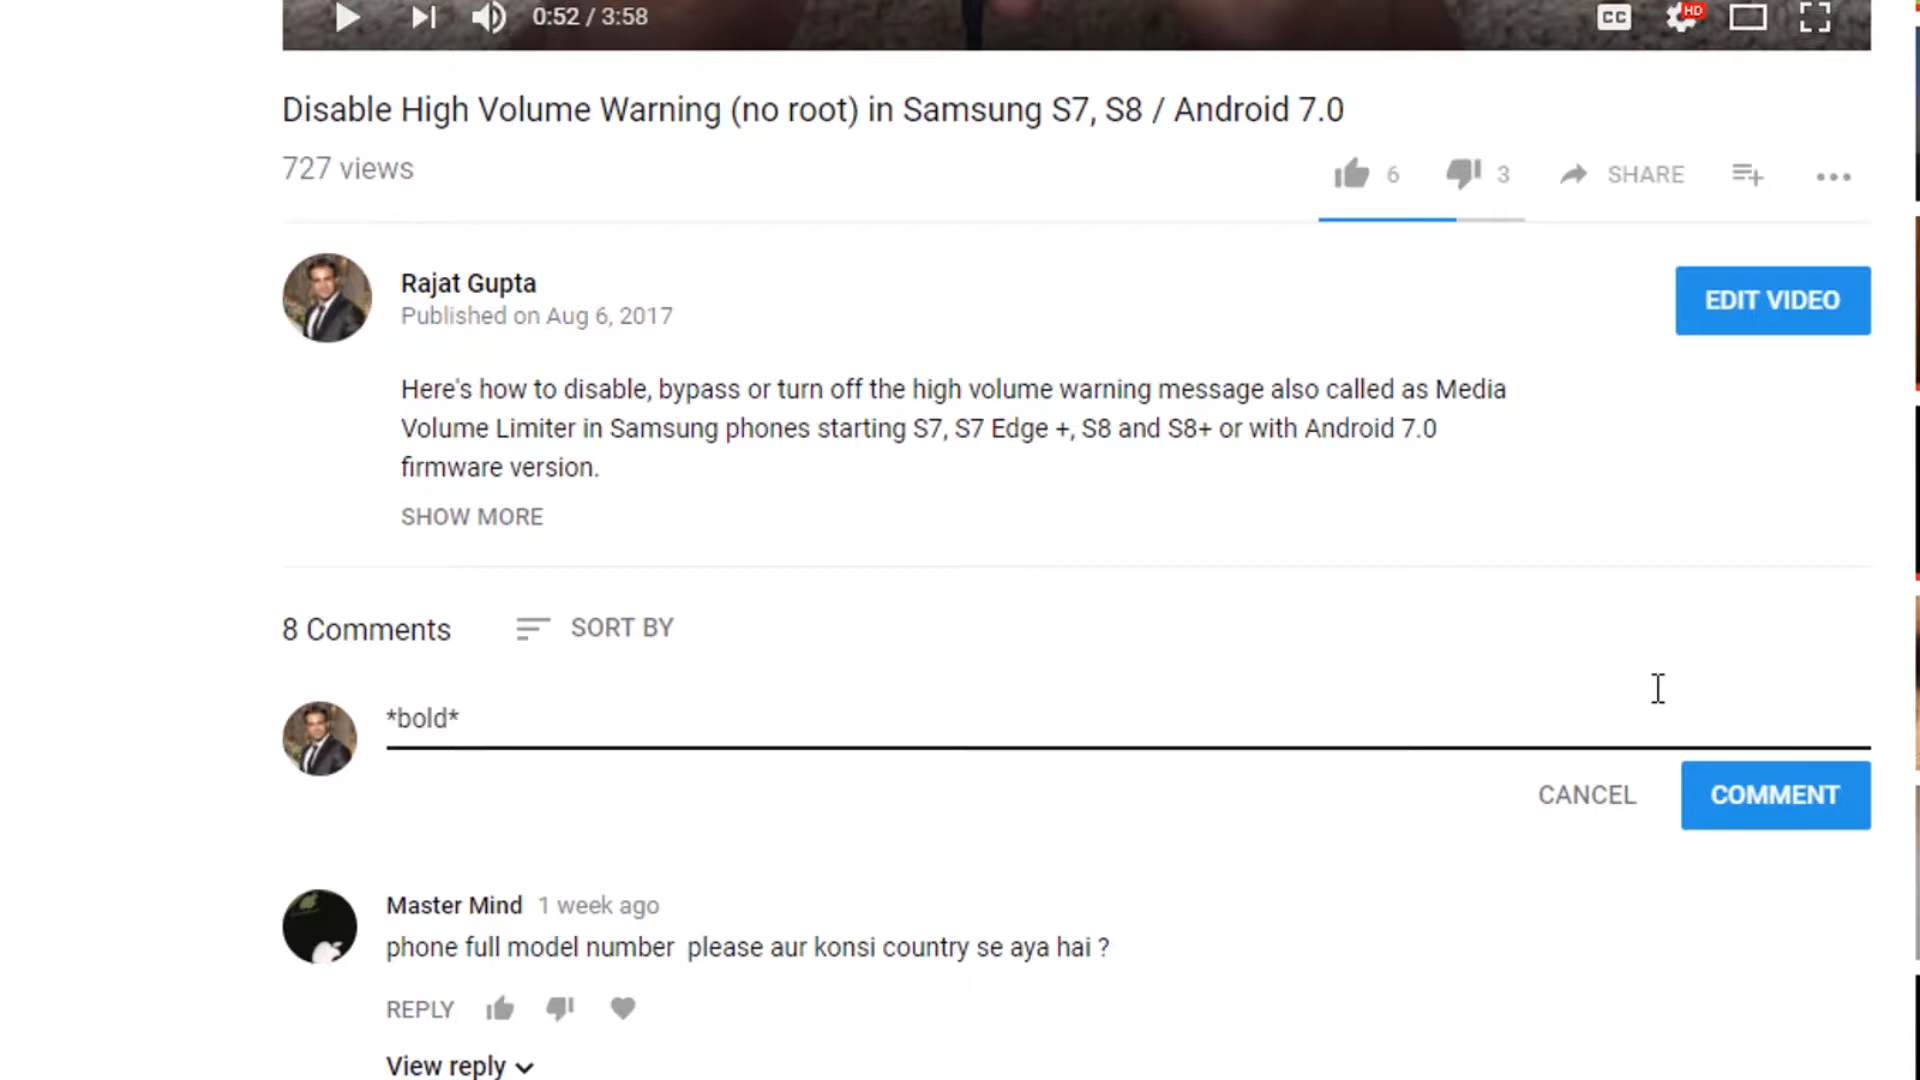 0:52 / 3:58
CC
HD
Disable High Volume Warning (no root) in Samsung S7, S8 / Android 7.0
727 views
6
3
SHARE
Rajat Gupta
Published on Aug 6, 2017
EDIT VIDEO
Here's how to disable, bypass or turn off the high volume warning message also called as Media
Volume Limiter in Samsung phones starting S7, S7 Edge +, S8 and S8+ or with Android 7.0
firmware version.
SHOW MORE
8 Comments
SORT BY
*bold*
CANCEL
COMMENT
Master Mind 1 week ago
phone full model number  please aur konsi country se aya hai ?
REPLY
View reply